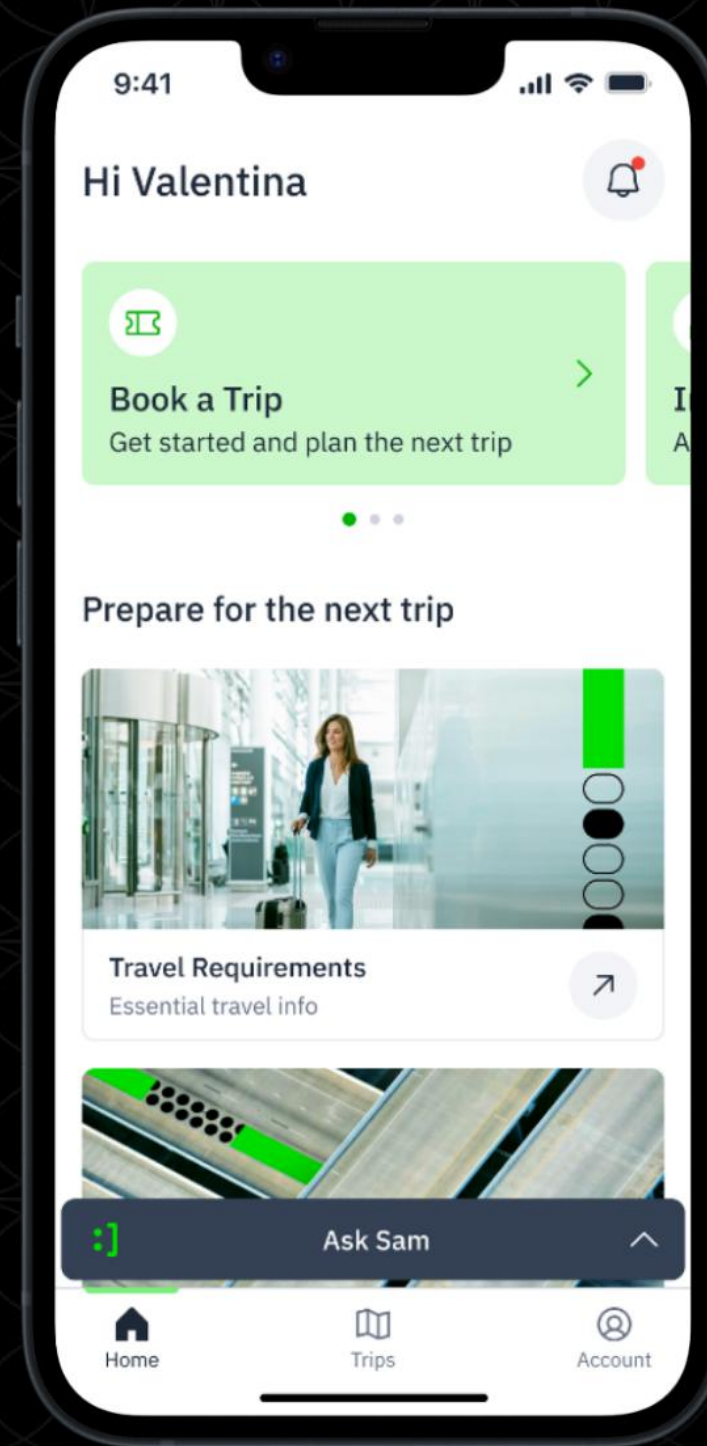 9:41
Hi Valentina
Book a Trip
Get started and plan the next trip
I
A
Prepare for the next trip
Travel Requirements
Essential travel info
:]
Ask Sam
Home
Trips
Account